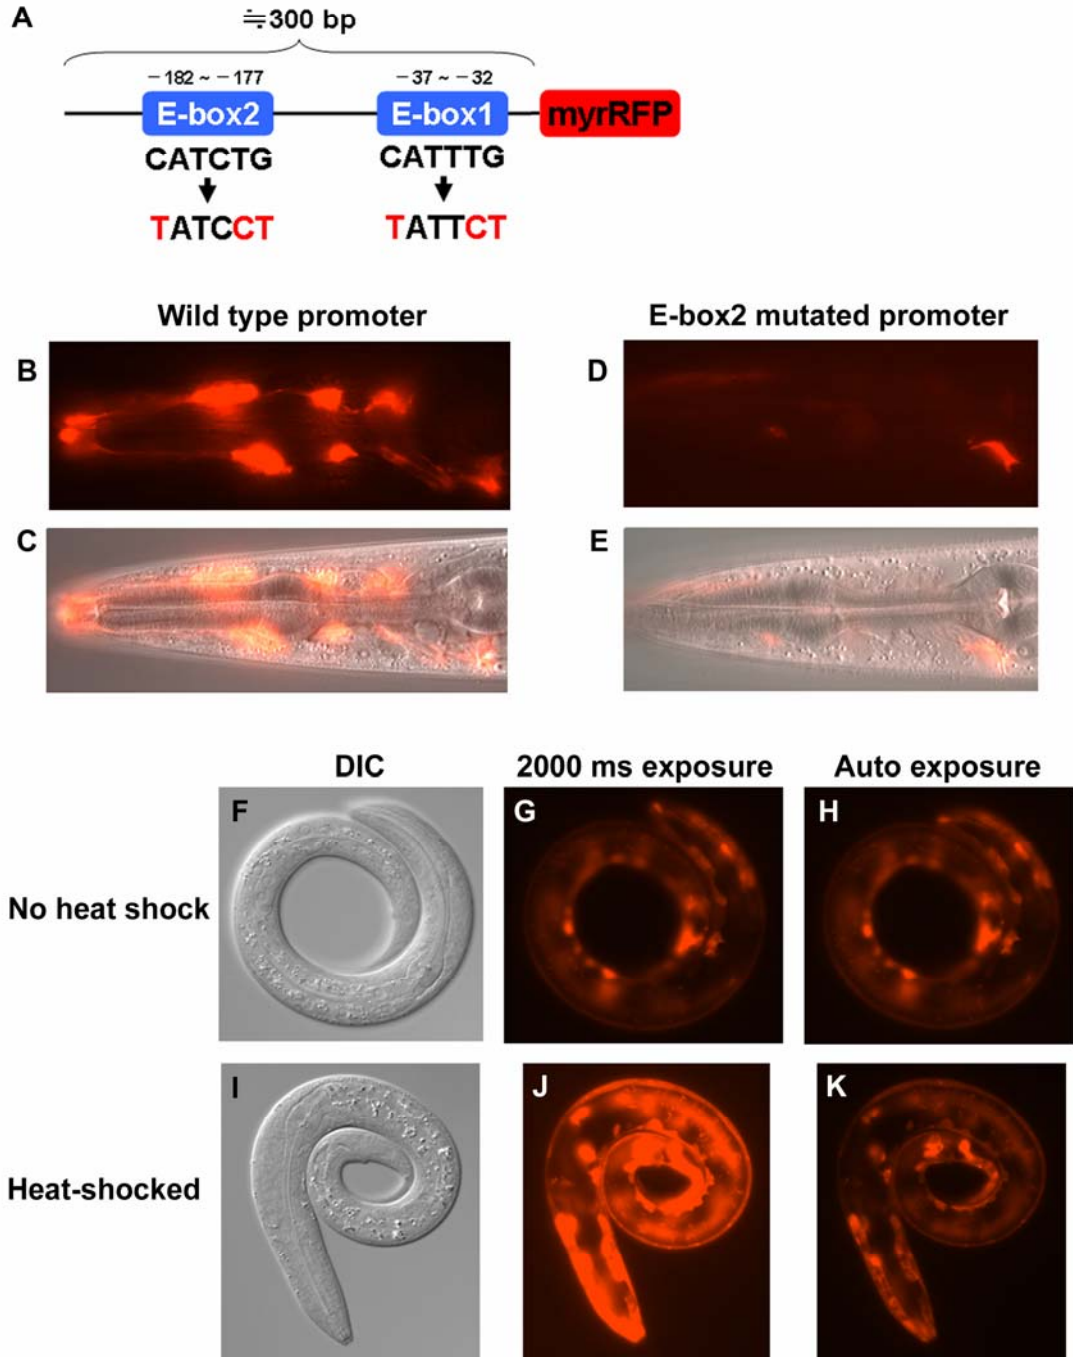 A
≒300 bp
−182 ~ −177
−37 ~ −32
E-box2
E-box1
myrRFP
CATCTG
CATTTG
TATCCT
TATTCT
Wild type promoter
E-box2 mutated promoter
B
D
C
E
DIC
2000 ms exposure
Auto exposure
No heat shock
F
G
H
Heat-shocked
I
J
K